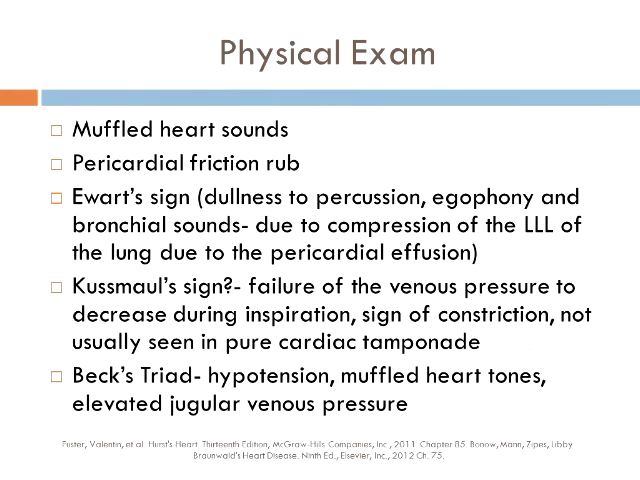 Physical Exam
Muffled heart sounds
Pericardial friction rub
Ewart's sign (dullness to percussion, egophony and
bronchial sounds- due to compression of the LLL of
the lung due to the pericardial effusion)
Kussmaul's sign?- failure of the venous pressure to
decrease during inspiration, sign of constriction, not
usually seen in pure cardiac tamponade
Beck's Triad- hypotension, muffled heart tones,
elevated jugular venous pressure
Fuster, Valentin, et al. Hurst's Heart. Thirteenth Edition, McGraw-Hills Companies, Inc., 2011. Chapter 85. Bonow, Mann, Zipes, Libby.
Braunwald's Heart Disease. Ninth Ed., Elsevier, Inc., 2012 Ch. 75.